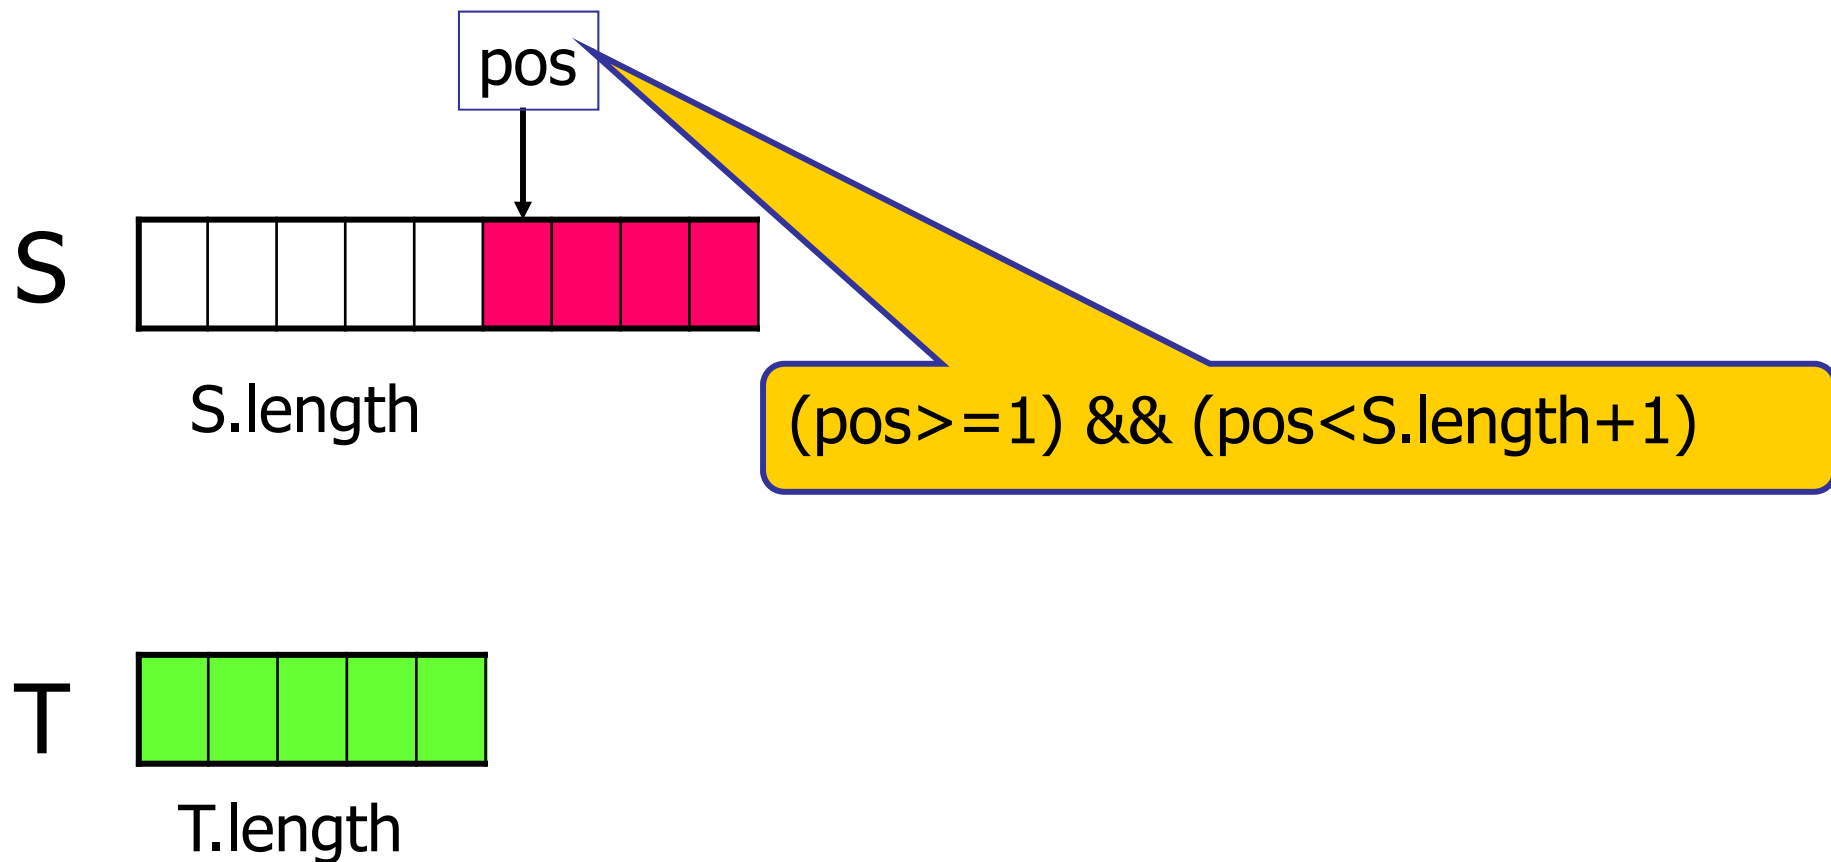 pos
S
S.length
(pos>=1) && (pos<S.length+1)
T
T.length